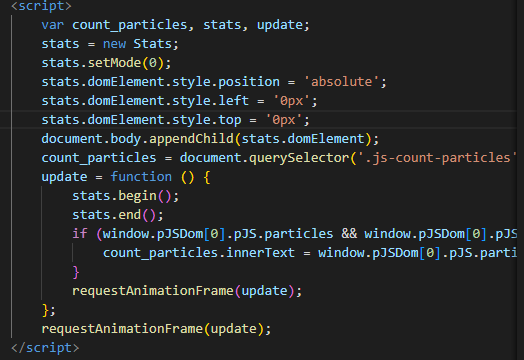 <script>
var count_particles, stats, update;
stats = new Stats;
stats.setMode(0);
stats.domElement.style.position = 'absolute';
stats.domElement.style.left = '0px';
stats.domElement.style.top = '0px';
document.body.appendChild(stats.domElement);
count_particles = document.querySelector('.js-count-particles'
update = function () {
stats.begin();
stats.end();
if (window.pJSDom[0].pJS.particles && window.pJSDom[0].pJS
count_particles.innerText = window.pJSDom[0].pJS.parti
}
requestAnimationFrame(update);
};
requestAnimationFrame(update);
</script>